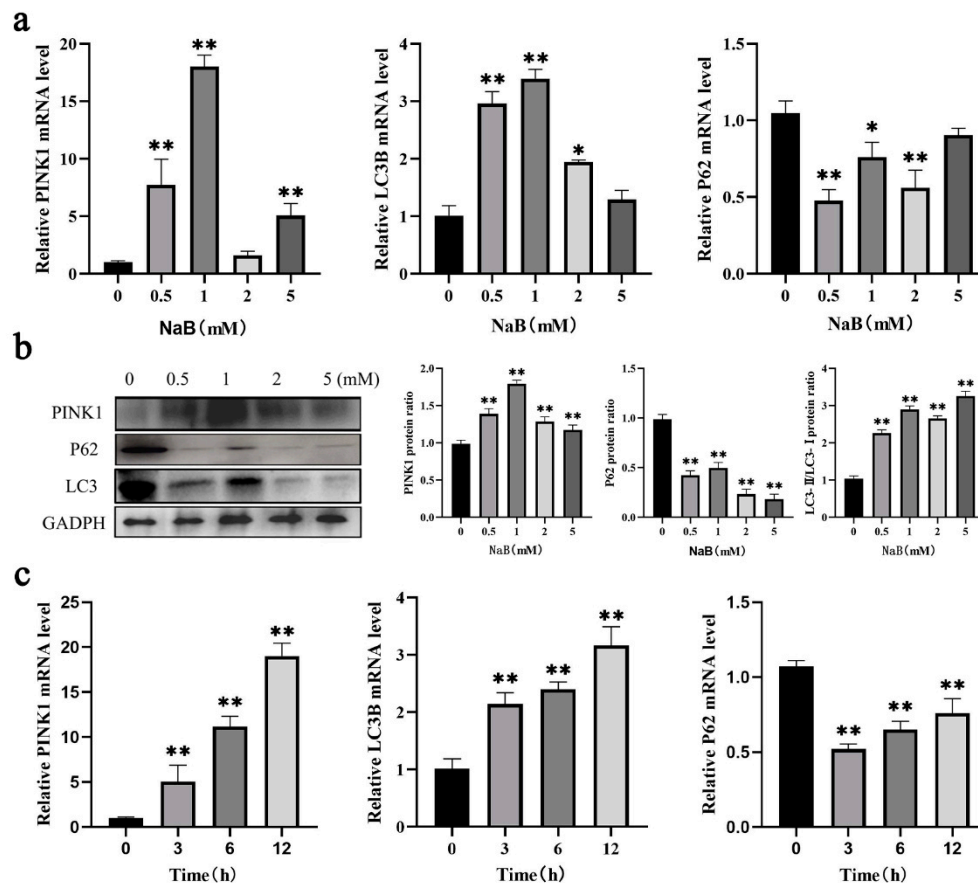 a
Relative PINK1 mRNA level
20
15
10
5
0
** ** **
0 0.5 1 2 5
NaB(mM)
Relative LC3B mRNA level
4
3
2
1
0
** ** *
0 0.5 1 2 5
NaB(mM)
Relative P62 mRNA level
1.5
1.0
0.5
0.0
** * **
0 0.5 1 2 5
NaB(mM)
b
0 0.5 1 2 5 (mM)
PINK1
P62
LC3
GADPH
PINK1 protein ratio
2.0
1.5
1.0
0.5
0.0
** ** ** **
0 0.5 1 2 5
NaB(mM)
P62 protein ratio
1.5
1.0
0.5
0.0
** ** ** **
0 0.5 1 2 5
NaB(mM)
LC3-Ⅱ/LC3-Ⅰ protein ratio
4
3
2
1
0
** ** ** **
0 0.5 1 2 5
NaB(mM)
c
Relative PINK1 mRNA level
25
20
15
10
5
0
** ** **
0 3 6 12
Time(h)
Relative LC3B mRNA level
4
3
2
1
0
** ** **
0 3 6 12
Time(h)
Relative P62 mRNA level
1.5
1.0
0.5
0.0
** ** **
0 3 6 12
Time(h)